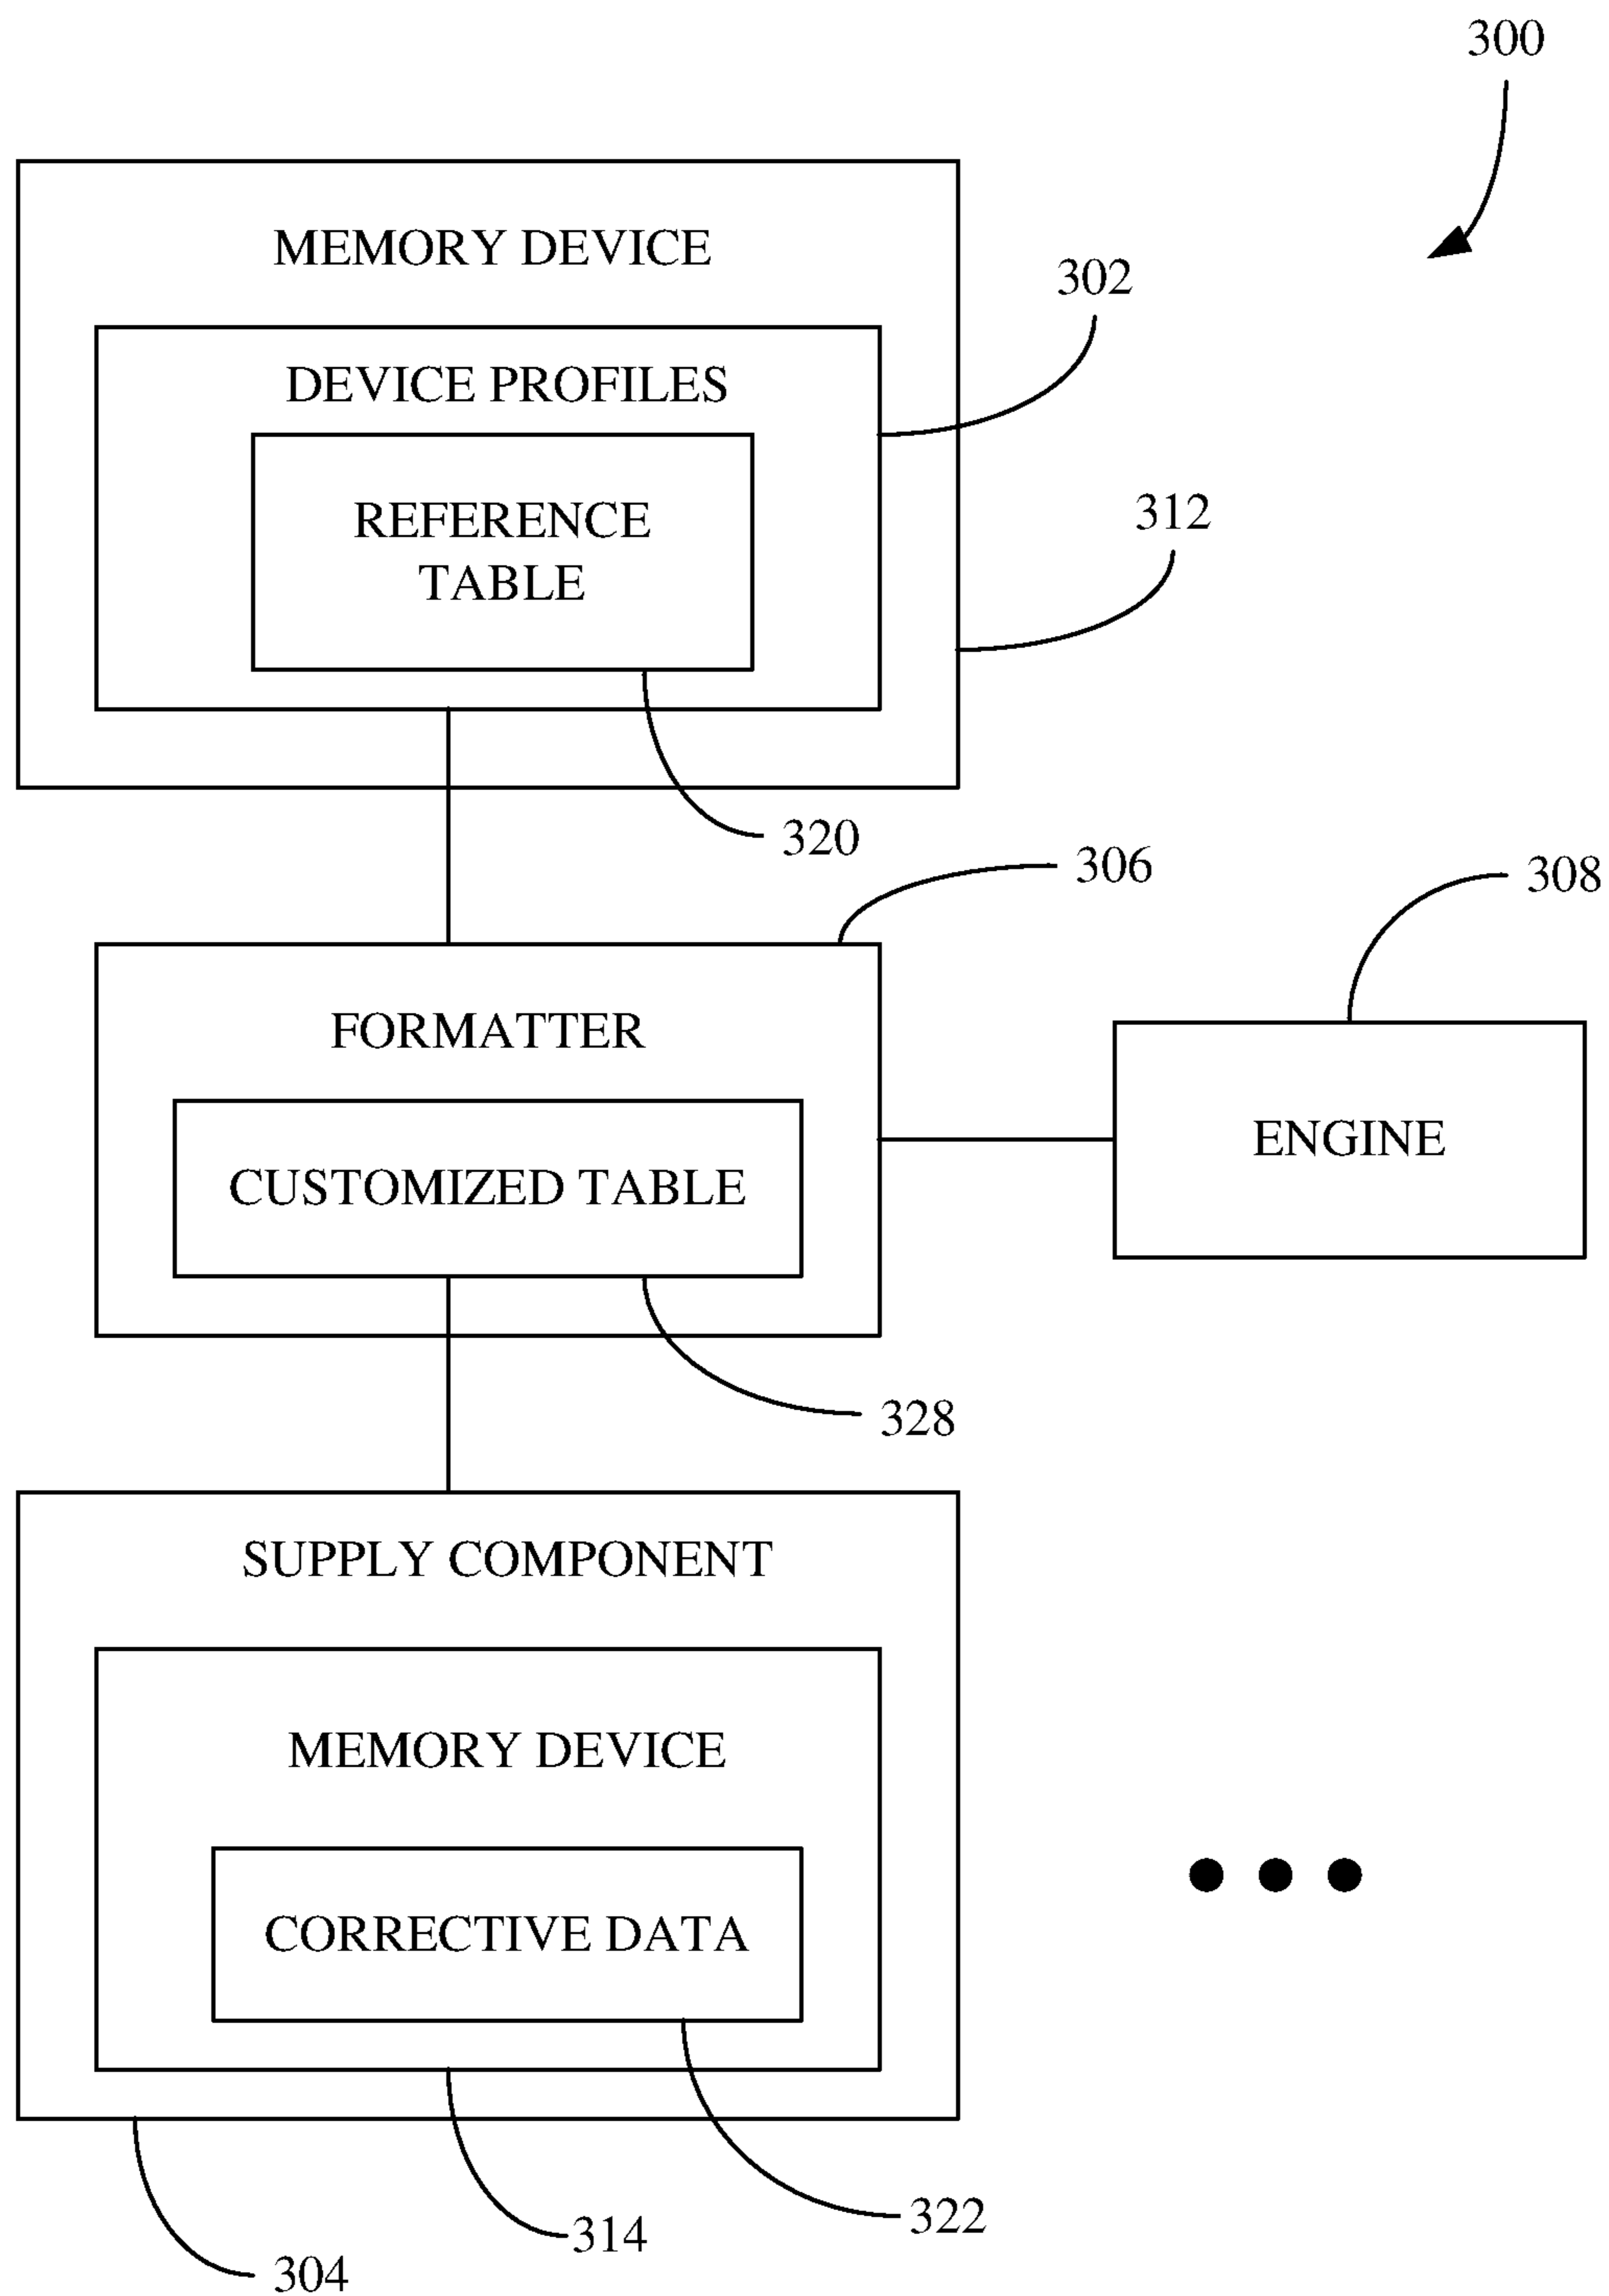 300
MEMORY DEVICE
302
DEVICE PROFILES
REFERENCE
TABLE
312
320
306
308
FORMATTER
ENGINE
CUSTOMIZED TABLE
328
SUPPLY COMPONENT
MEMORY DEVICE
CORRECTIVE DATA
322
314
304